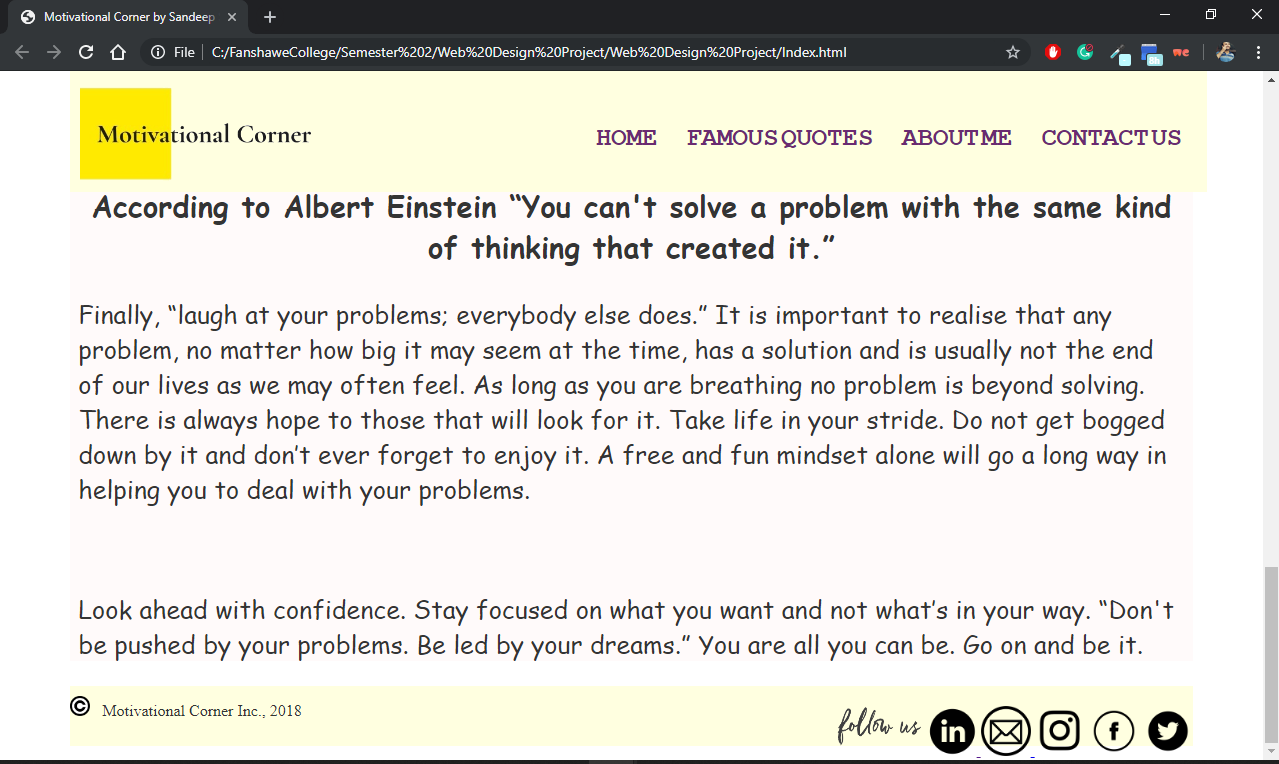 Motivational Corner by Sandeep
File C:/FanshaweCollege/Semester%202/Web%20Design%20Project/Web%20Design%20Project/Index.html
8h
Motivational Corner
HOME FAMOUS QUOTES ABOUT ME CONTACT US
According to Albert Einstein “You can't solve a problem with the same kind
of thinking that created it.”
Finally, “laugh at your problems; everybody else does.” It is important to realise that any
problem, no matter how big it may seem at the time, has a solution and is usually not the end
of our lives as we may often feel. As long as you are breathing no problem is beyond solving.
There is always hope to those that will look for it. Take life in your stride. Do not get bogged
down by it and don’t ever forget to enjoy it. A free and fun mindset alone will go a long way in
helping you to deal with your problems.
Look ahead with confidence. Stay focused on what you want and not what’s in your way. “Don't
be pushed by your problems. Be led by your dreams.” You are all you can be. Go on and be it.
© Motivational Corner Inc., 2018
follow us in f